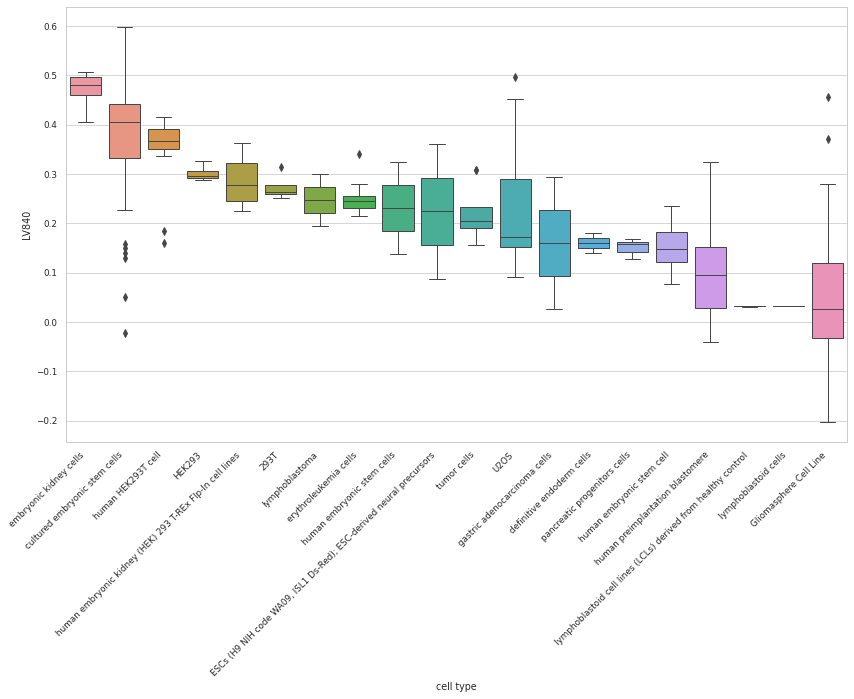 LV840
0.6
0.5
0.4
0.3
0.2
0.1
0.0
−0.1
−0.2
embryonic kidney cells
cultured embryonic stem cells
human HEK293T cell
HEK293
human embryonic kidney (HEK) 293 T-REx Flp-In cell lines
293T
lymphoblastoma
erythroleukemia cells
human embryonic stem cells
ESCs (H9 NIH code WA09, ISL1 Ds-Red); ESC-derived neural precursors
tumor cells
U2OS
gastric adenocarcinoma cells
definitive endoderm cells
pancreatic progenitors cells
human embryonic stem cell
human preimplantation blastomere
lymphoblastoid cell lines (LCLs) derived from healthy control
lymphoblastoid cells
Gliomasphere Cell Line
cell type